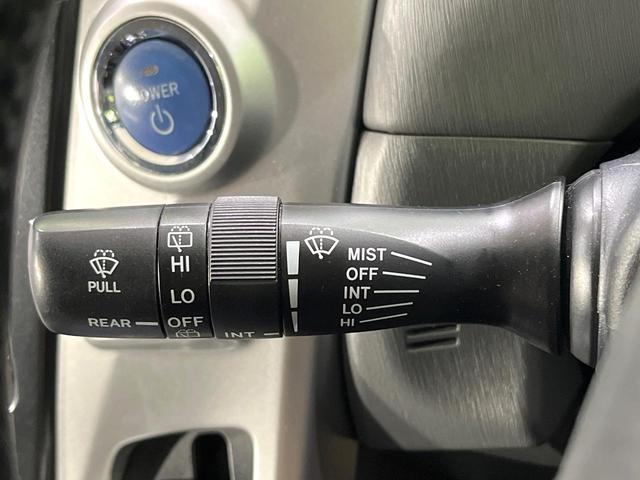 POWER
PULL
REAR
HI
LO
OFF
INT
MIST
OFF
INT
LO
HI